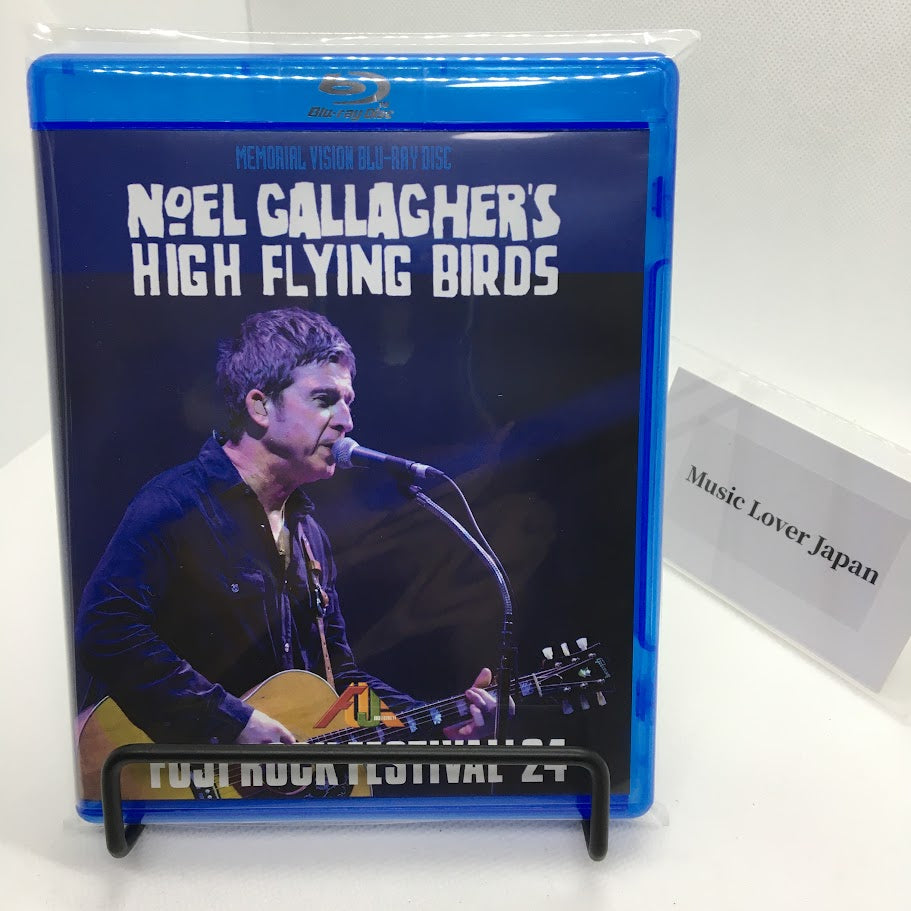 Blu-ray Disc
MEMORIAL VISION BLU-RAY DISC
NOEL GALLAGHER'S
HIGH FLYING BIRDS
FUJI ROCK FESTIVAL '24
Music Lover Japan